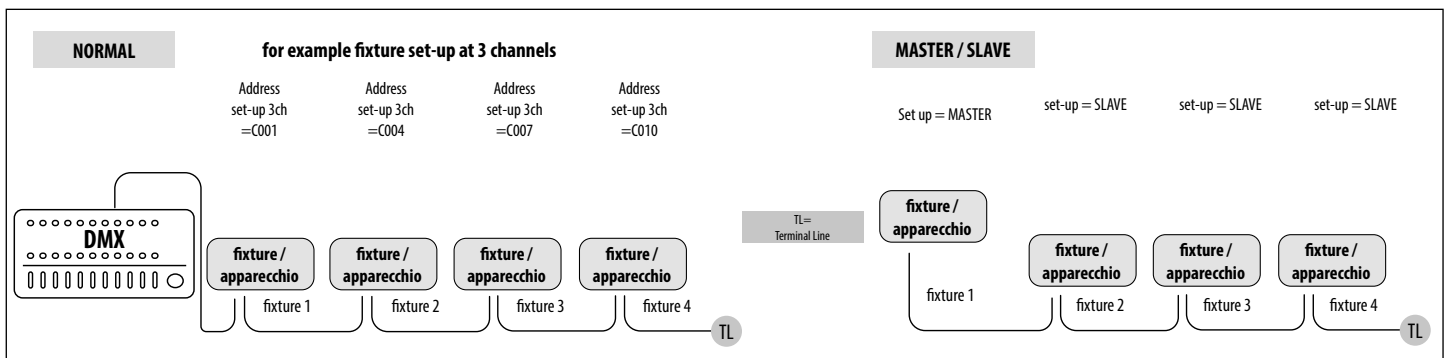 NORMAL
for example fixture set-up at 3 channels
Address
set-up 3ch
=C001
Address
set-up 3ch
=C004
Address
set-up 3ch
=C007
Address
set-up 3ch
=C010
DMX
fixture /
apparecchio
fixture /
apparecchio
fixture /
apparecchio
fixture /
apparecchio
fixture 1
fixture 2
fixture 3
fixture 4
TL
TL=
Terminal Line
MASTER / SLAVE
Set up = MASTER
set-up = SLAVE
set-up = SLAVE
set-up = SLAVE
fixture /
apparecchio
fixture /
apparecchio
fixture /
apparecchio
fixture /
apparecchio
fixture 1
fixture 2
fixture 3
fixture 4
TL